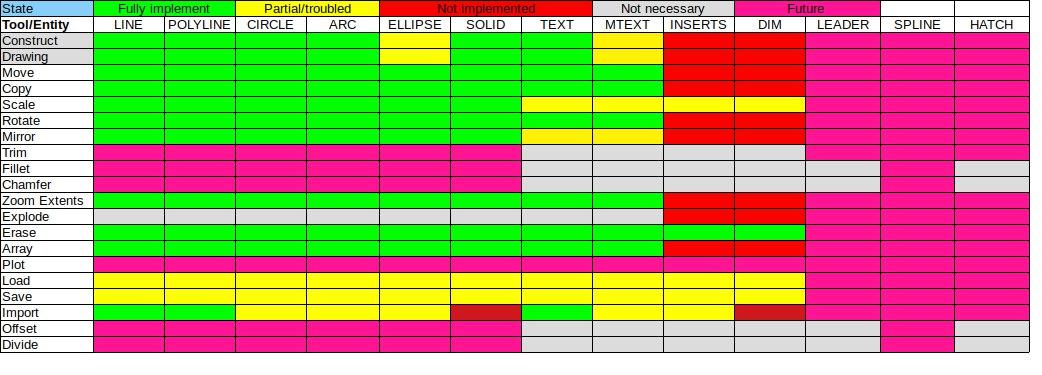 State Fully implement Partial/troubled Not implemented Not necessary Future
Tool/Entity LINE POLYLINE CIRCLE ARC ELLIPSE SOLID TEXT MTEXT INSERTS DIM LEADER SPLINE HATCH
Construct
Drawing
Move
Copy
Scale
Rotate
Mirror
Trim
Fillet
Chamfer
Zoom Extents
Explode
Erase
Array
Plot
Load
Save
Import
Offset
Divide